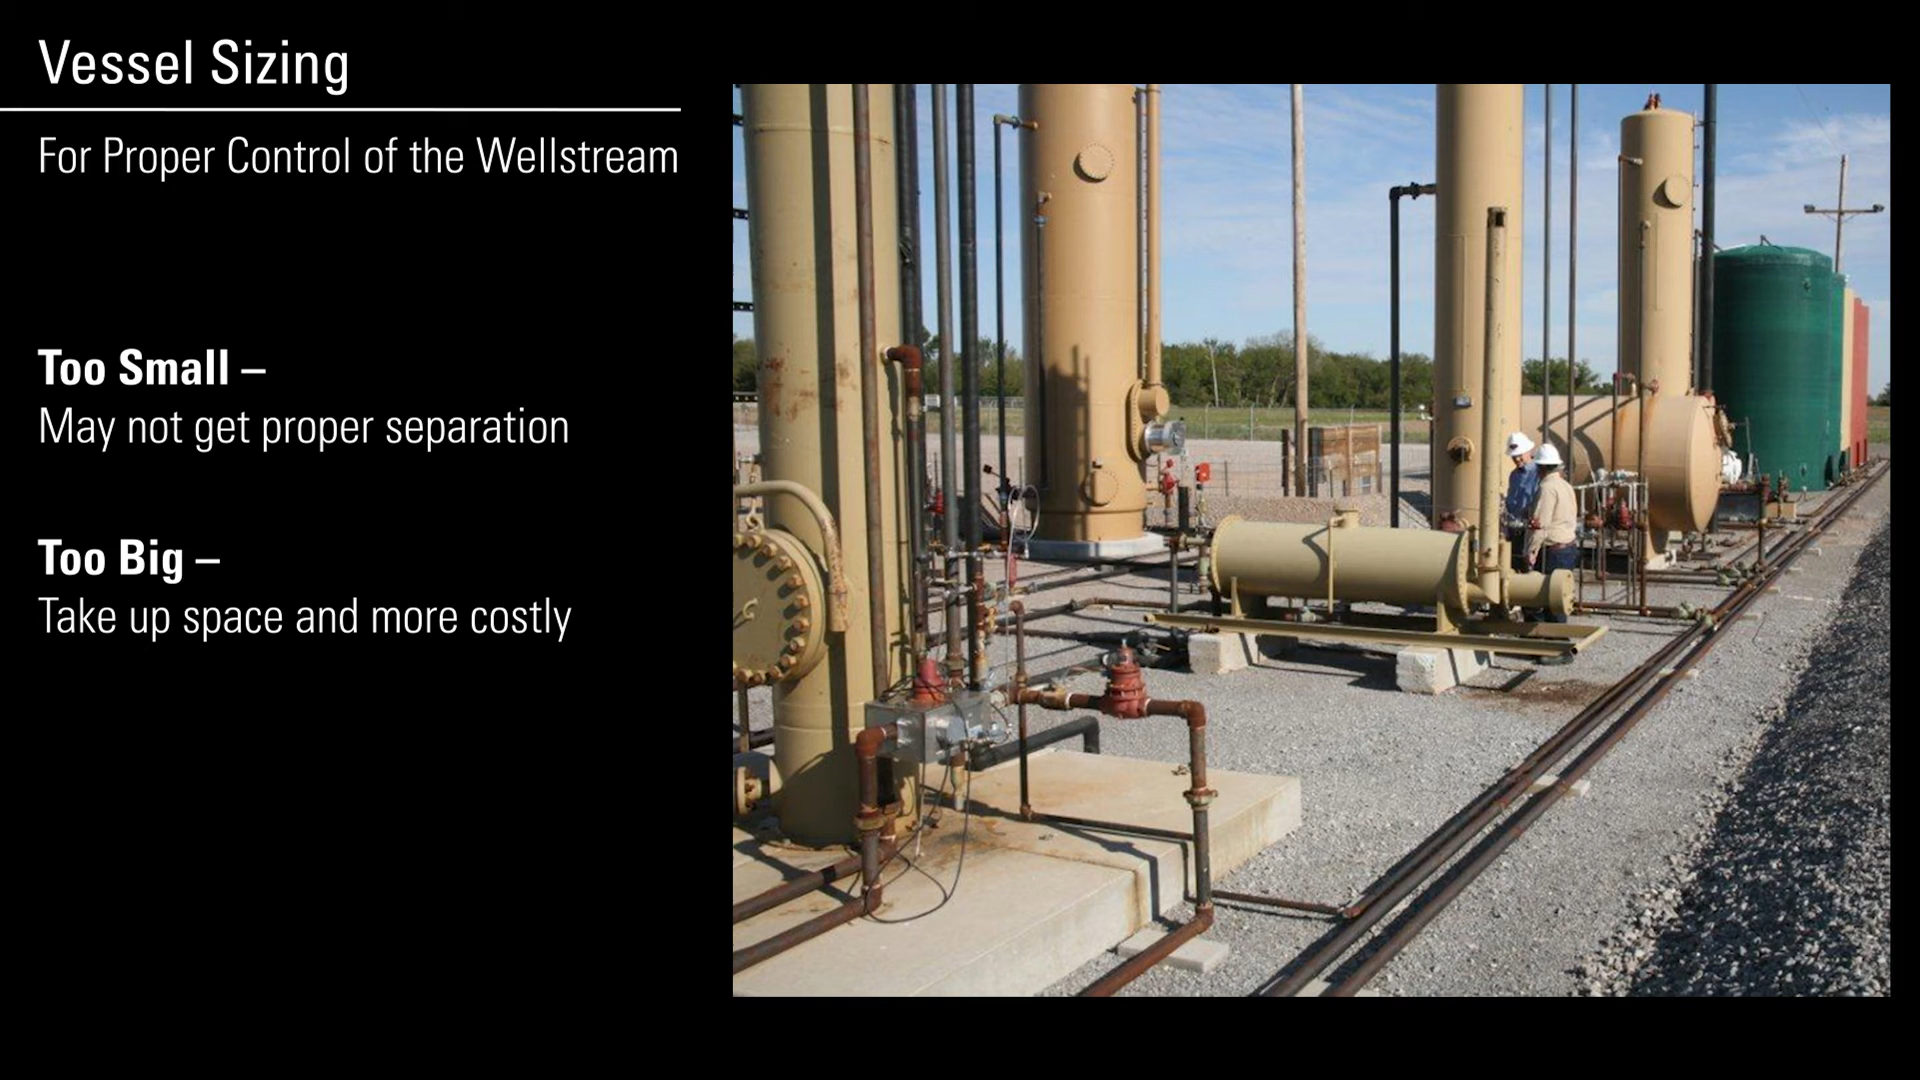 Vessel Sizing
For Proper Control of the Wellstream
Too Small –
May not get proper separation
Too Big –
Take up space and more costly